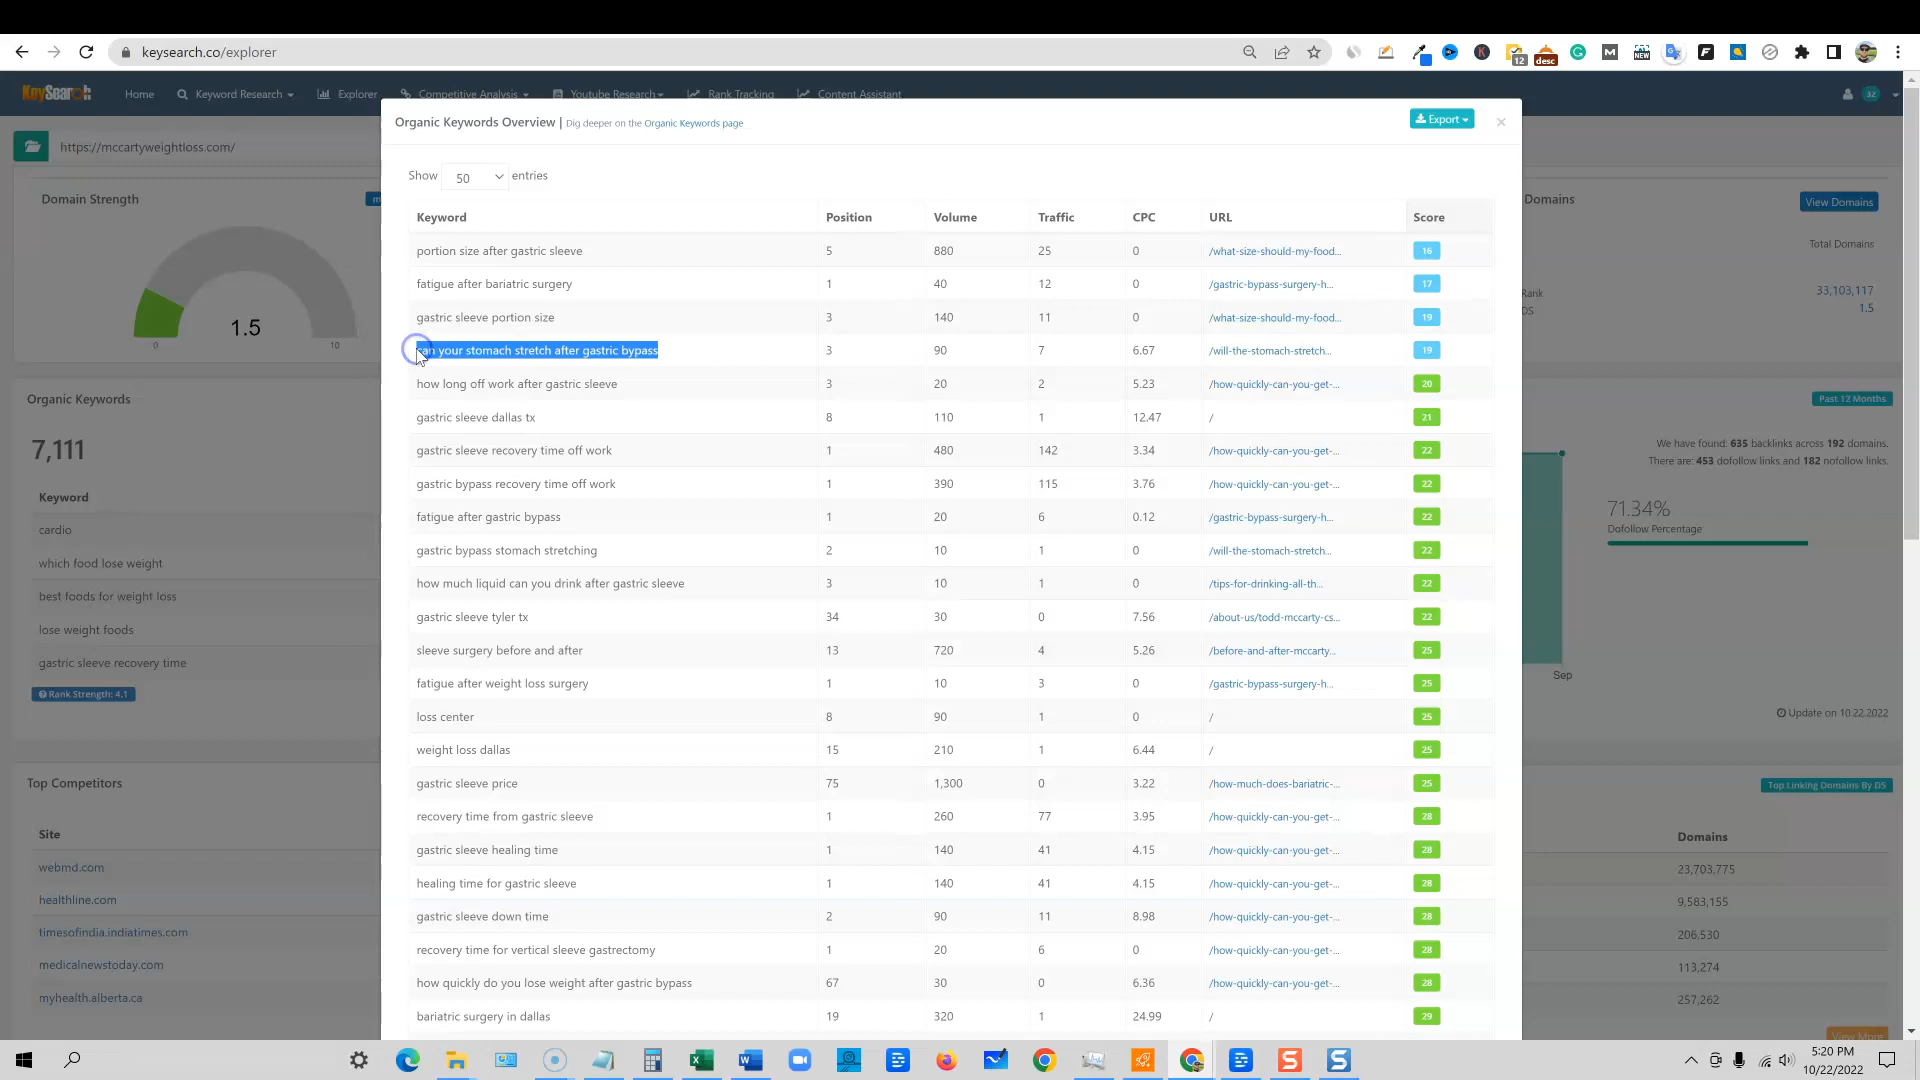 keysearch.co/explorer
12
desc
NEW
KeySearch
Home
Keyword Research
Explorer
Competitive Analysis
Youtube Research
Rank Tracking
Content Assistant
32
https://mccartyweightloss.com/
Domain Strength
1.5
0
10
Organic Keywords
7,111
Keyword
cardio
which food lose weight
best foods for weight loss
lose weight foods
gastric sleeve recovery time
Rank Strength: 4.1
Top Competitors
Site
webmd.com
healthline.com
timesofindia.indiatimes.com
medicalnewstoday.com
myhealth.alberta.ca
Organic Keywords Overview | Dig deeper on the Organic Keywords page
Export
×
Show 50 entries
Keyword Position Volume Traffic CPC URL Score
portion size after gastric sleeve 5 880 25 0 /what-size-should-my-food... 16
fatigue after bariatric surgery 1 40 12 0 /gastric-bypass-surgery-h... 17
gastric sleeve portion size 3 140 11 0 /what-size-should-my-food... 19
can your stomach stretch after gastric bypass 3 90 7 6.67 /will-the-stomach-stretch... 19
how long off work after gastric sleeve 3 20 2 5.23 /how-quickly-can-you-get-... 20
gastric sleeve dallas tx 8 110 1 12.47 / 21
gastric sleeve recovery time off work 1 480 142 3.34 /how-quickly-can-you-get-... 22
gastric bypass recovery time off work 1 390 115 3.76 /how-quickly-can-you-get-... 22
fatigue after gastric bypass 1 20 6 0.12 /gastric-bypass-surgery-h... 22
gastric bypass stomach stretching 2 10 1 0 /will-the-stomach-stretch... 22
how much liquid can you drink after gastric sleeve 3 10 1 0 /tips-for-drinking-all-th... 22
gastric sleeve tyler tx 34 30 0 7.56 /about-us/todd-mccarty-cs... 22
sleeve surgery before and after 13 720 4 5.26 /before-and-after-mccarty... 25
fatigue after weight loss surgery 1 10 3 0 /gastric-bypass-surgery-h... 25
loss center 8 90 1 0 / 25
weight loss dallas 15 210 1 6.44 / 25
gastric sleeve price 75 1,300 0 3.22 /how-much-does-bariatric-... 25
recovery time from gastric sleeve 1 260 77 3.95 /how-quickly-can-you-get-... 28
gastric sleeve healing time 1 140 41 4.15 /how-quickly-can-you-get-... 28
healing time for gastric sleeve 1 140 41 4.15 /how-quickly-can-you-get-... 28
gastric sleeve down time 2 90 11 8.98 /how-quickly-can-you-get-... 28
recovery time for vertical sleeve gastrectomy 1 20 6 0 /how-quickly-can-you-get-... 28
how quickly do you lose weight after gastric bypass 67 30 0 6.36 /how-quickly-can-you-get-... 28
bariatric surgery in dallas 19 320 1 24.99 / 29
Domains
View Domains
Total Domains
Rank
33,103,117
DS
1.5
Past 12 Months
We have found: 635 backlinks across 192 domains.
There are: 453 dofollow links and 182 nofollow links.
71.34%
Dofollow Percentage
Sep
Update on 10.22.2022
Top Linking Domains By DS
Domains
23,703,775
9,583,155
206,530
113,274
257,262
View More
5:20 PM
10/22/2022